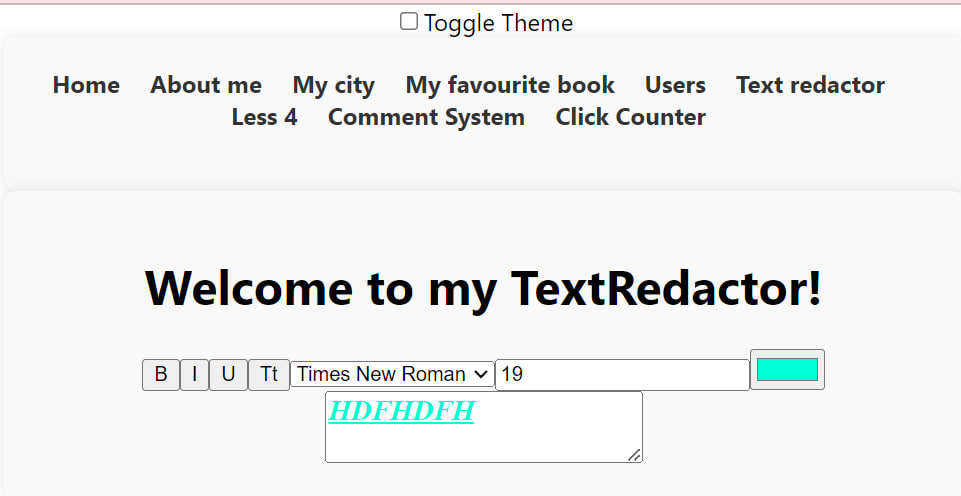 Toggle Theme
Home About me My city My favourite book Users Text redactor
Less 4 Comment System Click Counter
Welcome to my TextRedactor!
B I U Tt Times New Roman 19
HDFHDFH